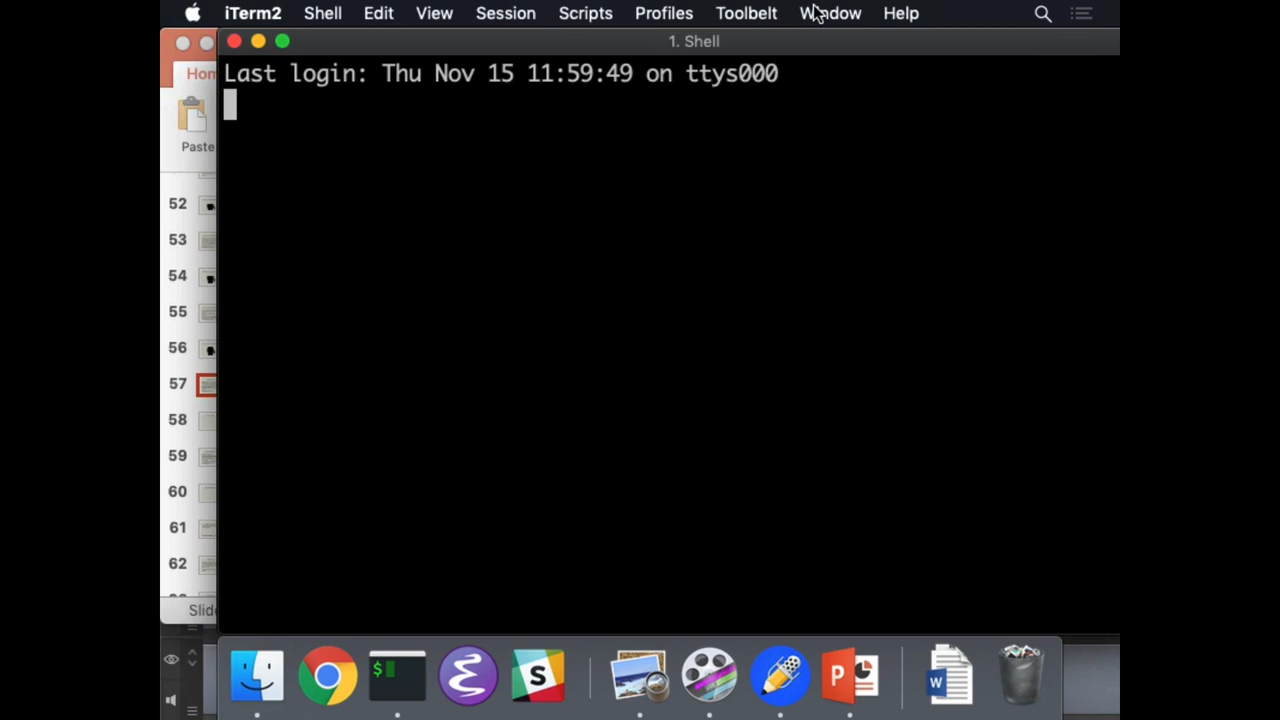 iTerm2 Shell Edit View Session Scripts Profiles Toolbelt Window Help
1. Shell
Hom
Last login: Thu Nov 15 11:59:49 on ttys000
Paste
52
53
54
55
56
57
58
59
60
61
62
Slide
$
S
W
P